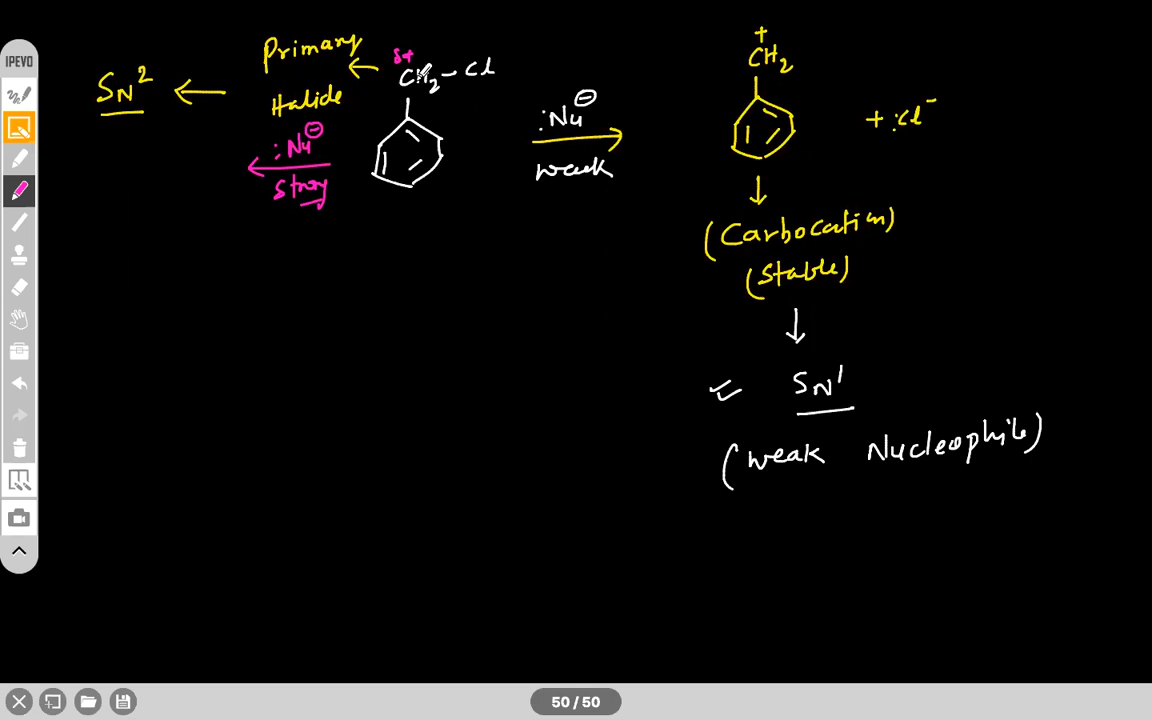 IPEVO
SN²
Primary
Halide
:Nu⊖
Strong
δ+
CH₂-Cl
:Nu⊖
weak
+
CH₂
+ :Cl⁻
(Carbocation)
(Stable)
SN¹
(weak Nucleophile)
50 / 50